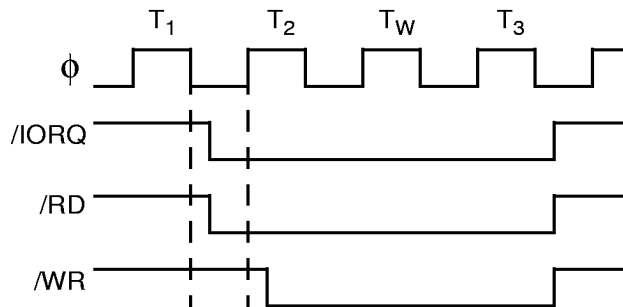 T1 T2 TW T3
ϕ
/IORQ
/RD
/WR